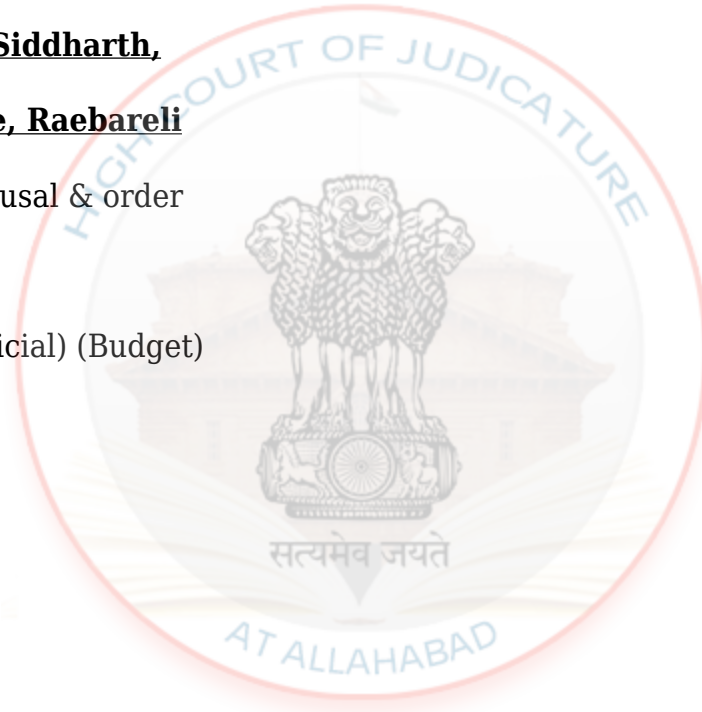 Siddharth,
e, Raebareli
usal & order
icial) (Budget)
HIGH COURT OF JUDICATURE
सत्यमेव जयते
AT ALLAHABAD